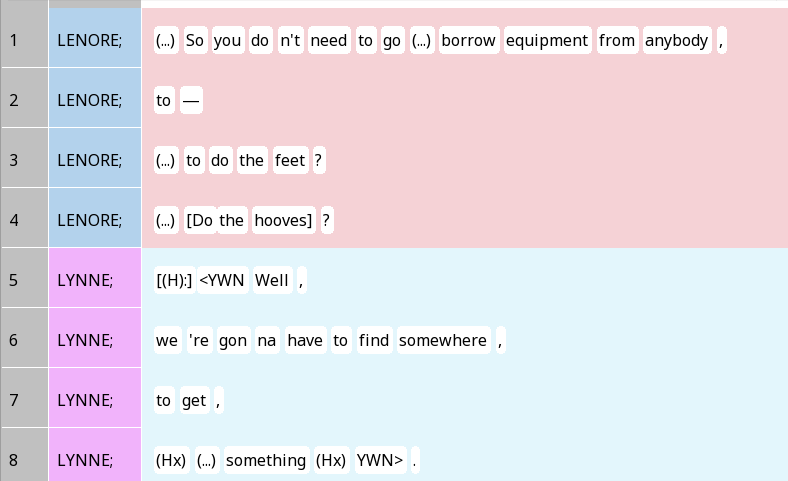 1 LENORE; (...) So you do n't need to go (...) borrow equipment from anybody ,
2 LENORE; to —
3 LENORE; (...) to do the feet ?
4 LENORE; (...) [Do the hooves] ?
5 LYNNE; [(H):] <YWN Well ,
6 LYNNE; we 're gon na have to find somewhere ,
7 LYNNE; to get ,
8 LYNNE; (Hx) (...) something (Hx) YWN> .